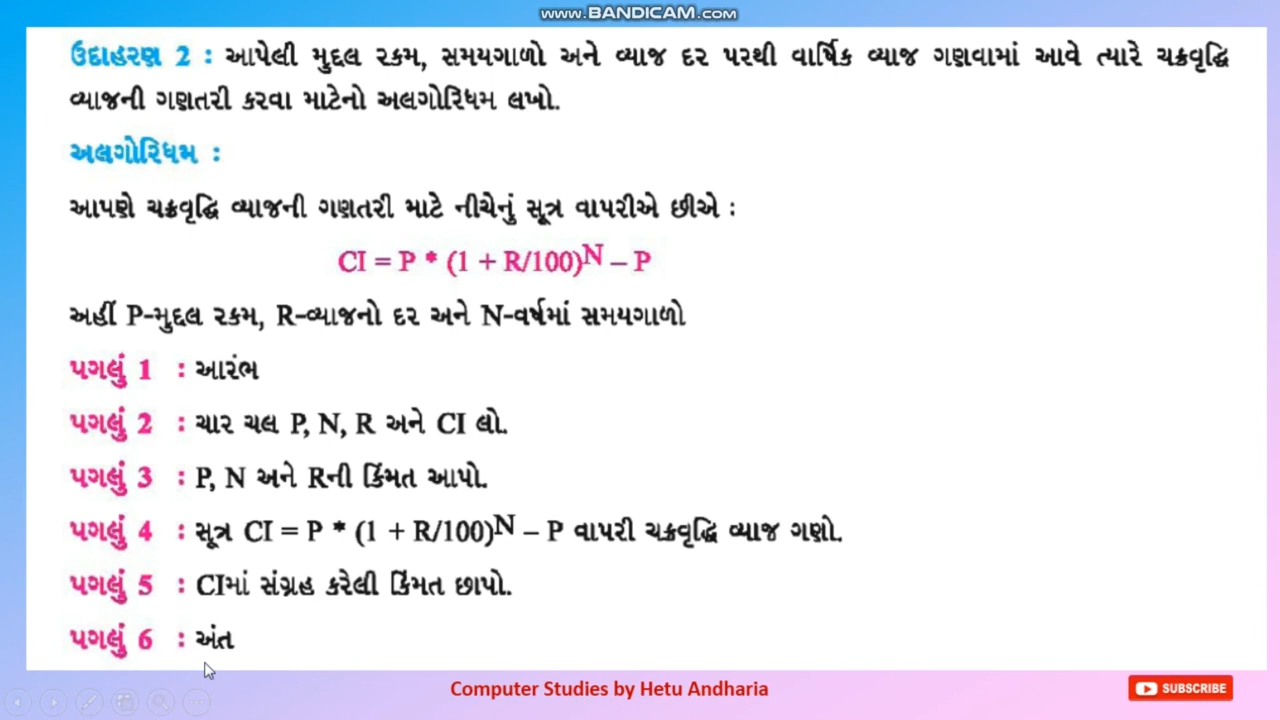 www.BANDICAM.com
ઉદાહરણ 2 : આપેલી મુદ્દલ રકમ, સમયગાળો અને વ્યાજ દર પરથી વાર્ષિક વ્યાજ ગણવામાં આવે ત્યારે ચક્રવૃદ્ધિ
વ્યાજની ગણતરી કરવા માટેનો અલગોરિધમ લખો.
અલગોરિધમ :
આપણે ચક્રવૃદ્ધિ વ્યાજની ગણતરી માટે નીચેનું સૂત્ર વાપરીએ છીએ :
CI = P * (1 + R/100)^N – P
અહીં P-મુદ્દલ રકમ, R-વ્યાજનો દર અને N-વર્ષમાં સમયગાળો
પગલું 1 : આરંભ
પગલું 2 : ચાર ચલ P, N, R અને CI લો.
પગલું 3 : P, N અને Rની કિંમત આપો.
પગલું 4 : સૂત્ર CI = P * (1 + R/100)^N – P વાપરી ચક્રવૃદ્ધિ વ્યાજ ગણો.
પગલું 5 : CIમાં સંગ્રહ કરેલી કિંમત છાપો.
પગલું 6 : અંત
Computer Studies by Hetu Andharia
SUBSCRIBE